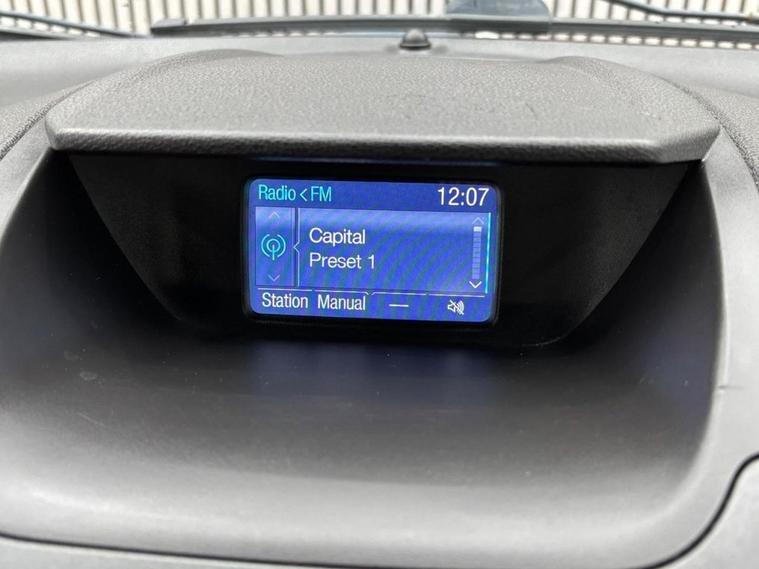 Radio < FM 12:07
Capital
Preset 1
Station Manual —